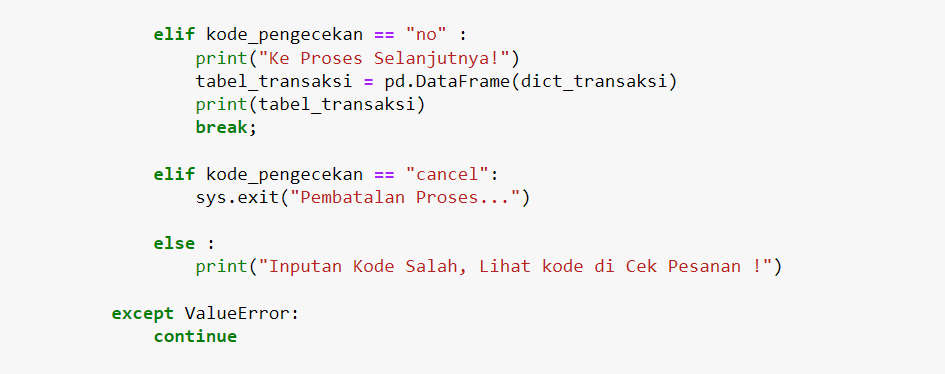 elif kode_pengecekan == "no" :
print("Ke Proses Selanjutnya!")
tabel_transaksi = pd.DataFrame(dict_transaksi)
print(tabel_transaksi)
break;
elif kode_pengecekan == "cancel":
sys.exit("Pembatalan Proses...")
else :
print("Inputan Kode Salah, Lihat kode di Cek Pesanan !")
except ValueError:
continue